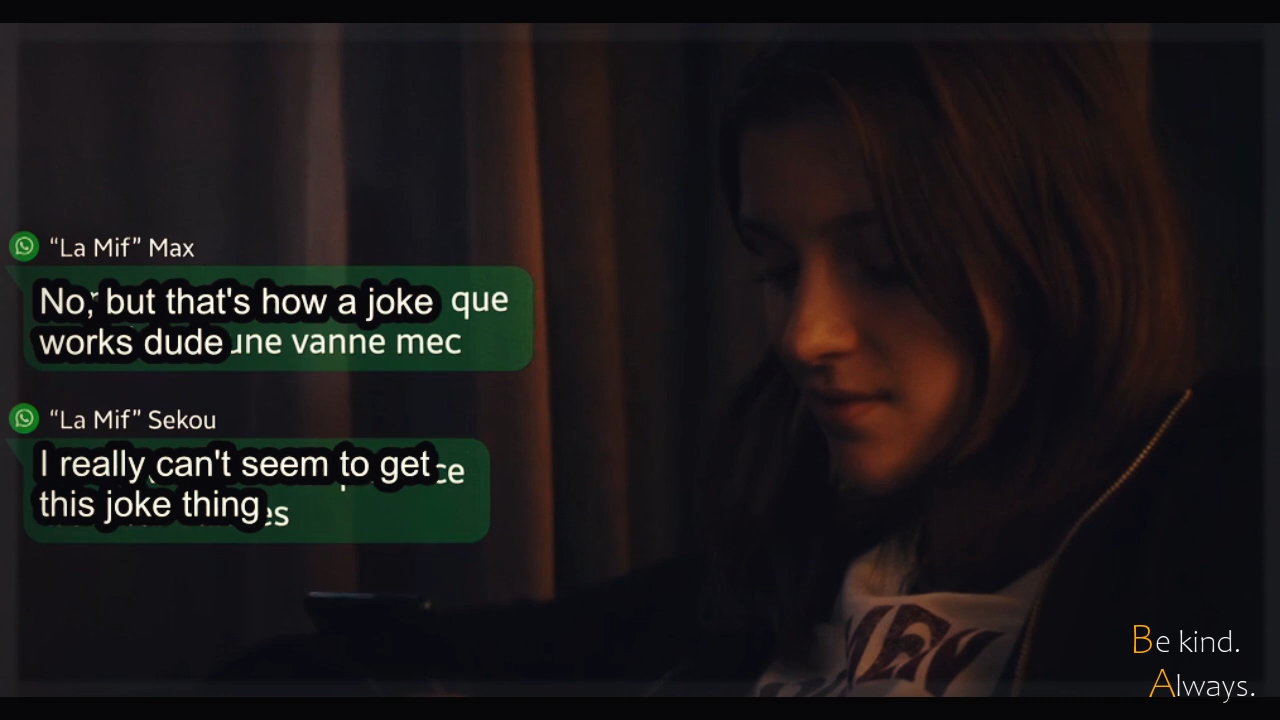 “La Mif” Max
No, but that's how a joke que
works dude une vanne mec
“La Mif” Sekou
I really can't seem to get ce
this joke thing es
Be kind.
Always.